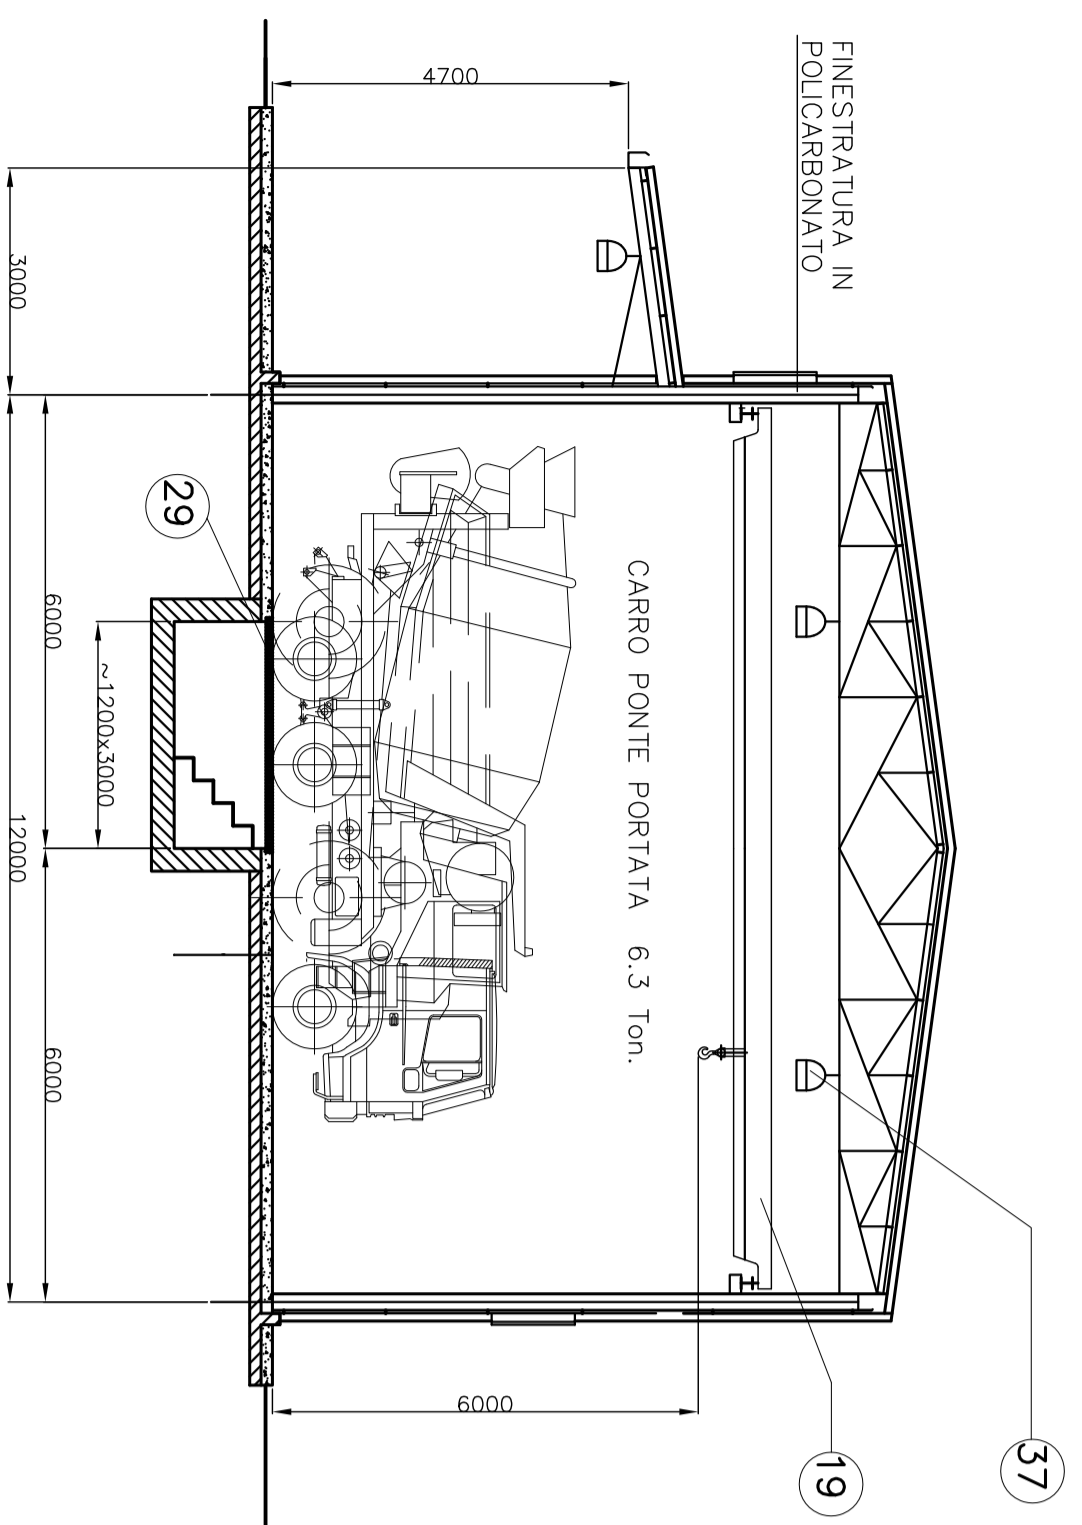 FINESTRATURA IN
POLICARBONATO
37
19
CARRO PONTE PORTATA 6.3 Ton.
4700
6000
29
3000
6000
6000
~1200x3000
12000